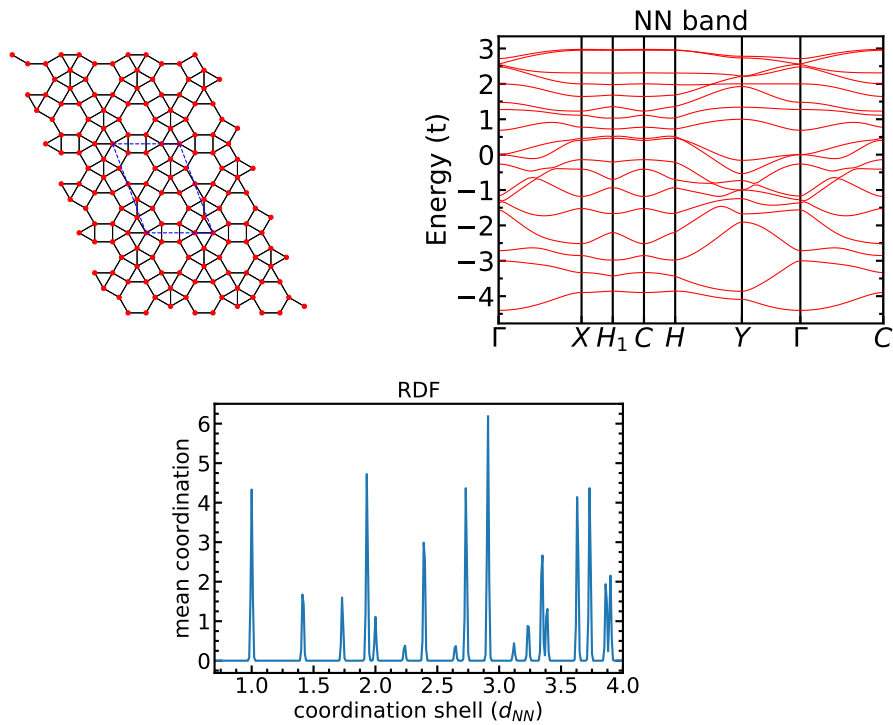 NN band
Energy (t)
3
2
1
0
−1
−2
−3
−4
Γ X H₁ C H Y Γ C
RDF
mean coordination
6
5
4
3
2
1
0
1.0 1.5 2.0 2.5 3.0 3.5 4.0
coordination shell (d_NN)